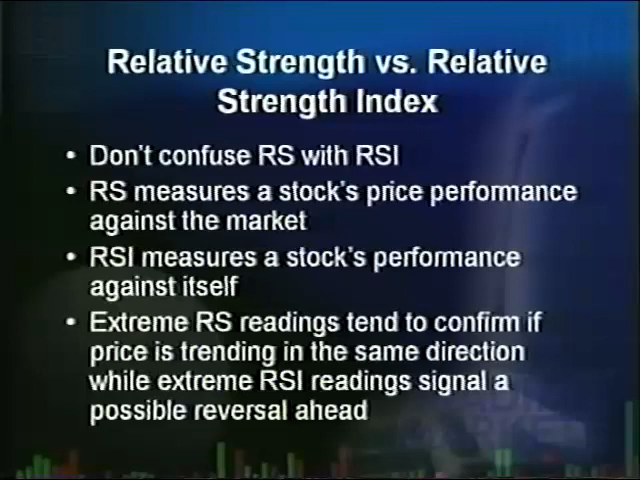 Relative Strength vs. Relative
Strength Index
• Don't confuse RS with RSI
• RS measures a stock's price performance
against the market
• RSI measures a stock's performance
against itself
• Extreme RS readings tend to confirm if
price is trending in the same direction
while extreme RSI readings signal a
possible reversal ahead